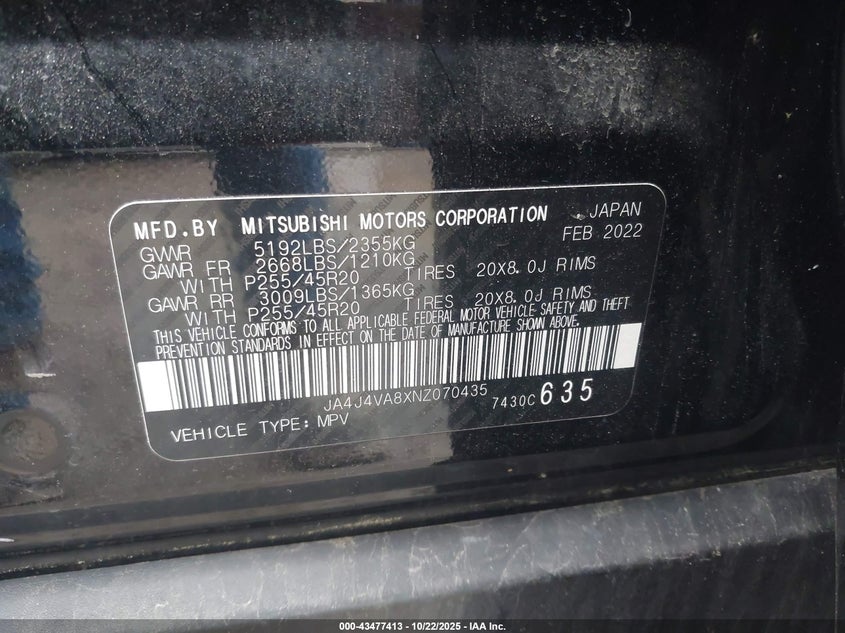 MFD.BY MITSUBISHI MOTORS CORPORATION . JAPAN
GVWR 5192LBS/2355KG FEB 2022
GAWR FR 2668LBS/1210KG
WITH P255/45R20 TIRES 20X8.0J RIMS
GAWR RR 3009LBS/1365KG
WITH P255/45R20 TIRES 20X8.0J RIMS
THIS VEHICLE CONFORMS TO ALL APPLICABLE FEDERAL MOTOR VEHICLE SAFETY AND THEFT
PREVENTION STANDARDS IN EFFECT ON THE DATE OF MANUFACTURE SHOWN ABOVE.
JA4J4VA8XNZ070435 7430C 635
VEHICLE TYPE: MPV
000-43477413 - 10/22/2025 - IAA Inc.